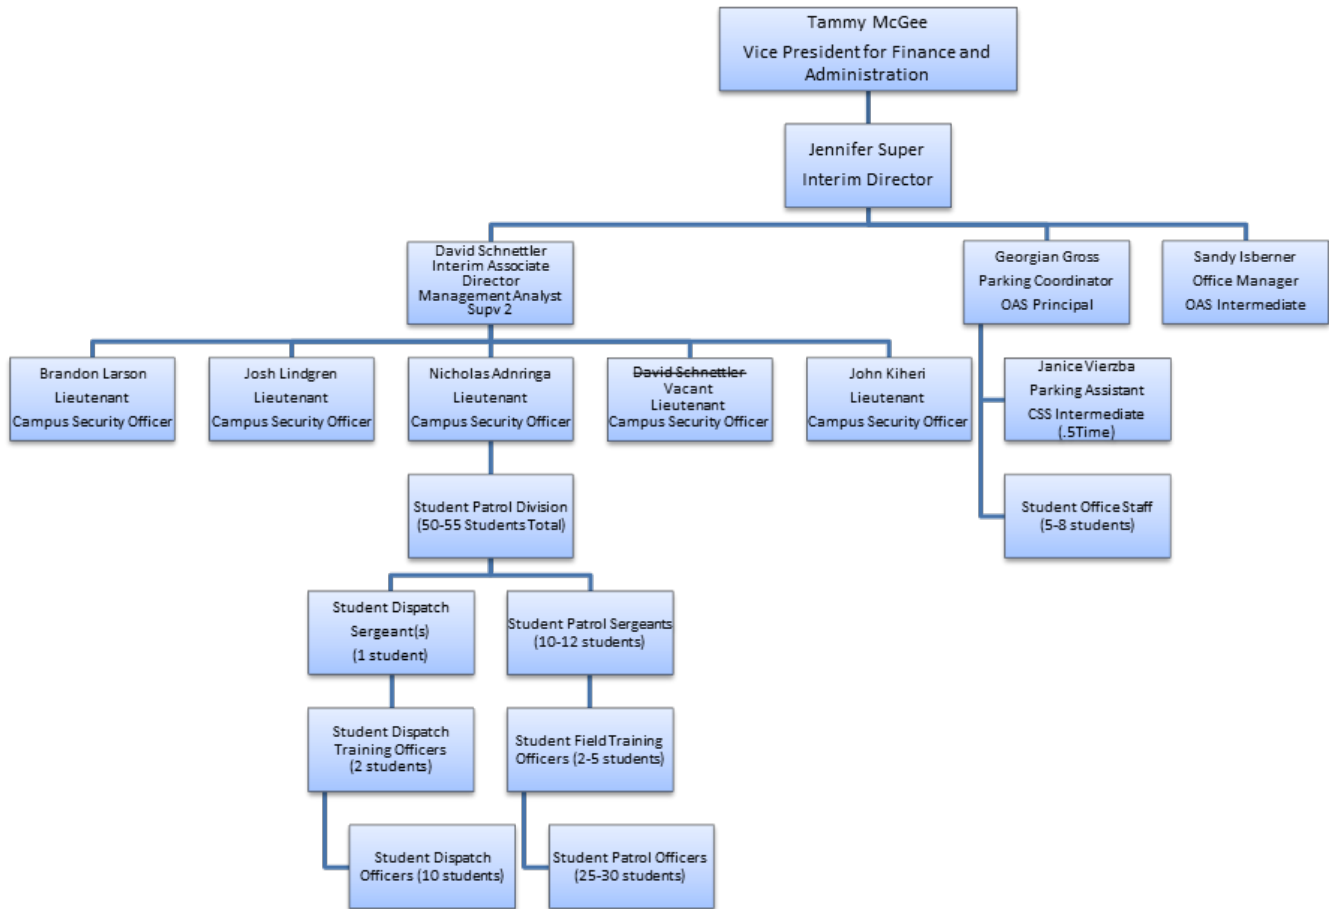 Tammy McGee
Vice President for Finance and
Administration
Jennifer Super
Interim Director
David Schnettler
Interim Associate
Director
Management Analyst
Supv 2
Georgian Gross
Parking Coordinator
OAS Principal
Sandy Isberner
Office Manager
OAS Intermediate
Brandon Larson
Lieutenant
Campus Security Officer
Josh Lindgren
Lieutenant
Campus Security Officer
Nicholas Adnringa
Lieutenant
Campus Security Officer
David Schnettler
Vacant
Lieutenant
Campus Security Officer
John Kiheri
Lieutenant
Campus Security Officer
Janice Vierzba
Parking Assistant
CSS Intermediate
(.5Time)
Student Patrol Division
(50-55 Students Total)
Student Office Staff
(5-8 students)
Student Dispatch
Sergeant(s)
(1 student)
Student Patrol Sergeants
(10-12 students)
Student Dispatch
Training Officers
(2 students)
Student Field Training
Officers (2-5 students)
Student Dispatch
Officers (10 students)
Student Patrol Officers
(25-30 students)